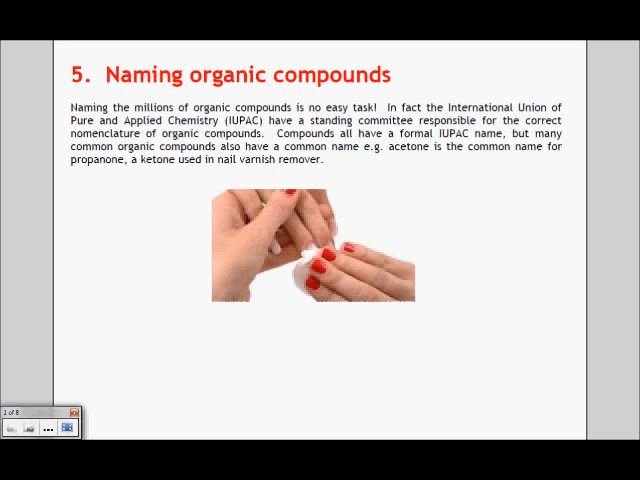 5. Naming organic compounds
Naming the millions of organic compounds is no easy task! In fact the International Union of
Pure and Applied Chemistry (IUPAC) have a standing committee responsible for the correct
nomenclature of organic compounds. Compounds all have a formal IUPAC name, but many
common organic compounds also have a common name e.g. acetone is the common name for
propanone, a ketone used in nail varnish remover.
1 of 8